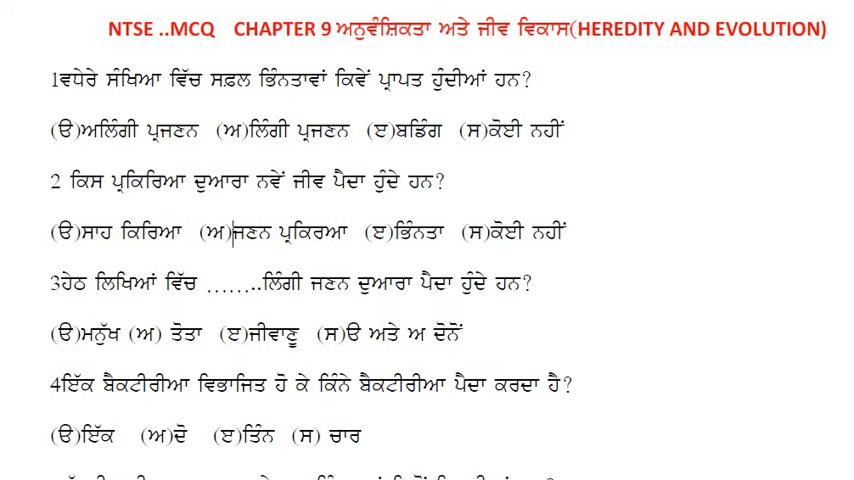 NTSE ..MCQ CHAPTER 9 ਅਨੁਵੰਸ਼ਿਕਤਾ ਅਤੇ ਜੀਵ ਵਿਕਾਸ(HEREDITY AND EVOLUTION)
1ਵਧੇਰੇ ਸੰਖਿਆ ਵਿੱਚ ਸਫ਼ਲ ਭਿੰਨਤਾਵਾਂ ਕਿਵੇਂ ਪ੍ਰਾਪਤ ਹੁੰਦੀਆਂ ਹਨ?
(ੳ)ਅਲਿੰਗੀ ਪ੍ਰਜਣਨ (ਅ)ਲਿੰਗੀ ਪ੍ਰਜਣਨ (ੲ)ਬਡਿੰਗ (ਸ)ਕੋਈ ਨਹੀਂ
2 ਕਿਸ ਪ੍ਰਕਿਰਿਆ ਦੁਆਰਾ ਨਵੇਂ ਜੀਵ ਪੈਦਾ ਹੁੰਦੇ ਹਨ?
(ੳ)ਸਾਹ ਕਿਰਿਆ (ਅ)ਜਣਨ ਪ੍ਰਕਿਰਆ (ੲ)ਭਿੰਨਤਾ (ਸ)ਕੋਈ ਨਹੀਂ
3ਹੇਠ ਲਿਖਿਆਂ ਵਿੱਚ ……..ਲਿੰਗੀ ਜਣਨ ਦੁਆਰਾ ਪੈਦਾ ਹੁੰਦੇ ਹਨ?
(ੳ)ਮਨੁੱਖ (ਅ) ਤੋਤਾ (ੲ)ਜੀਵਾਣੂ (ਸ)ੳ ਅਤੇ ਅ ਦੋਨੋਂ
4ਇੱਕ ਬੈਕਟੀਰੀਆ ਵਿਭਾਜਿਤ ਹੋ ਕੇ ਕਿੰਨੇ ਬੈਕਟੀਰੀਆ ਪੈਦਾ ਕਰਦਾ ਹੈ?
(ੳ)ਇੱਕ (ਅ)ਦੋ (ੲ)ਤਿੰਨ (ਸ) ਚਾਰ